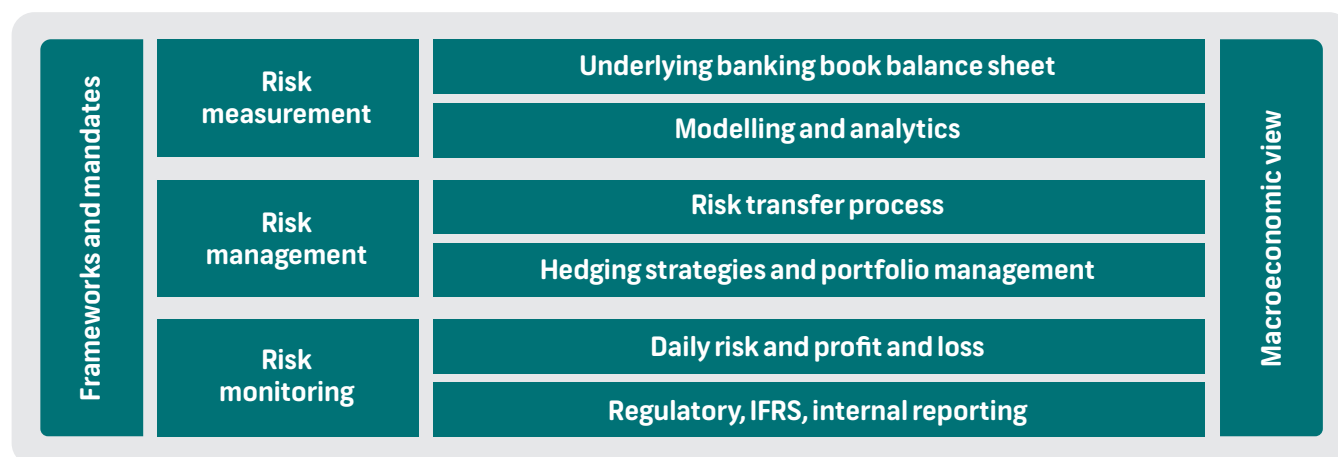 Frameworks and mandates
Risk
measurement
Underlying banking book balance sheet
Modelling and analytics
Risk
management
Risk transfer process
Hedging strategies and portfolio management
Risk
monitoring
Daily risk and profit and loss
Regulatory, IFRS, internal reporting
Macroeconomic view